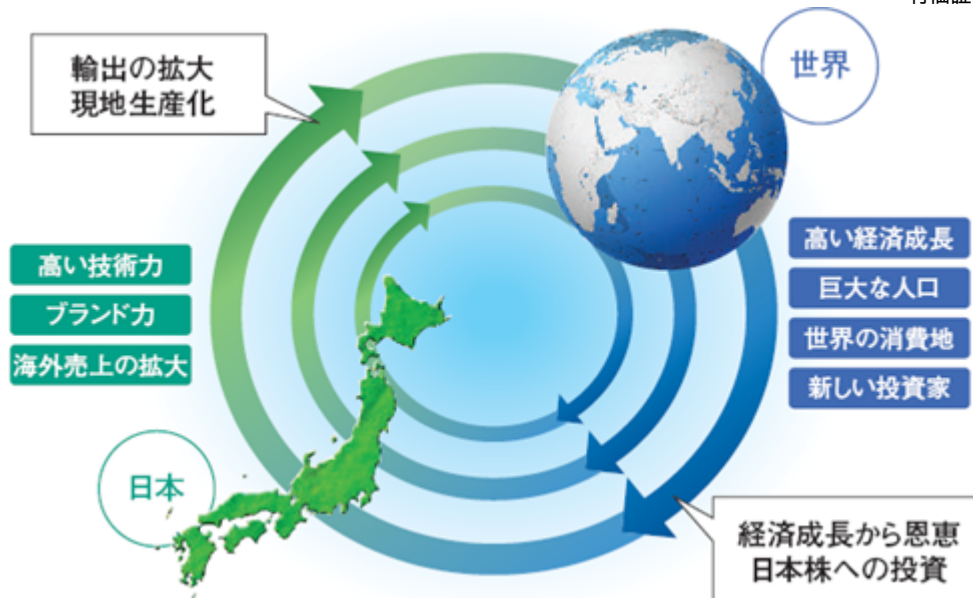 輸出の拡大
現地生産化
世界
高い技術力
ブランド力
海外売上の拡大
高い経済成長
巨大な人口
世界の消費地
新しい投資家
日本
経済成長から恩恵
日本株への投資